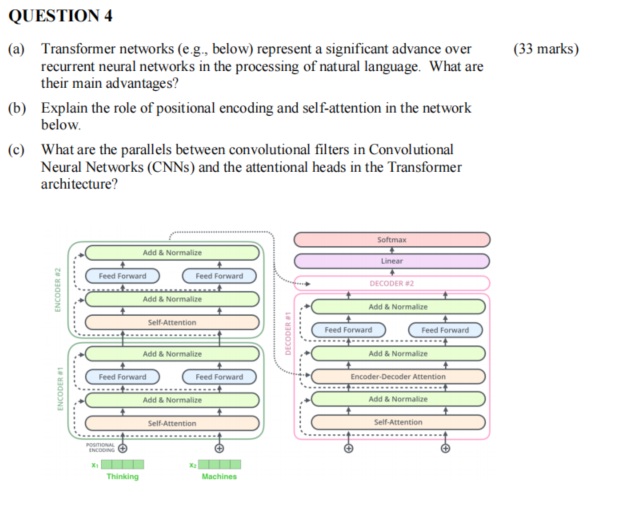 QUESTION 4
(a) Transformer networks (e.g., below) represent a significant advance over (33 marks)
recurrent neural networks in the processing of natural language. What are
their main advantages?
(b) Explain the role of positional encoding and self-attention in the network
below.
(c) What are the parallels between convolutional filters in Convolutional
Neural Networks (CNNs) and the attentional heads in the Transformer
architecture?
ENCODER #2
Add & Normalize
Feed Forward Feed Forward
Add & Normalize
Self-Attention
ENCODER #1
Add & Normalize
Feed Forward Feed Forward
Add & Normalize
Self-Attention
POSITIONAL
ENCODING
X1 X2
Thinking Machines
Softmax
Linear
DECODER #2
DECODER #1
Add & Normalize
Feed Forward Feed Forward
Add & Normalize
Encoder-Decoder Attention
Add & Normalize
Self-Attention